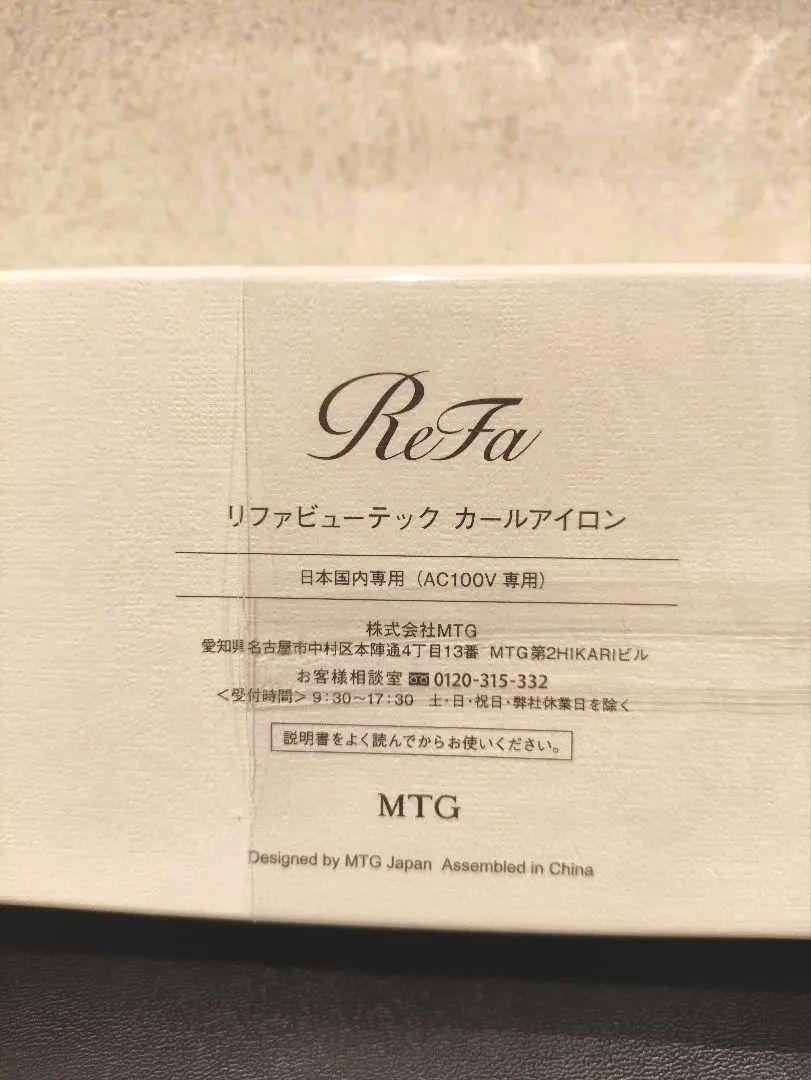 ReFa
リファビューテック カールアイロン
日本国内専用（AC100V 専用）
株式会社MTG
愛知県名古屋市中村区本陣通4丁目13番 MTG第2HIKARIビル
お客様相談室 0120-315-332
＜受付時間＞9:30〜17:30 土・日・祝日・弊社休業日を除く
説明書をよく読んでからお使いください。
MTG
Designed by MTG Japan Assembled in China